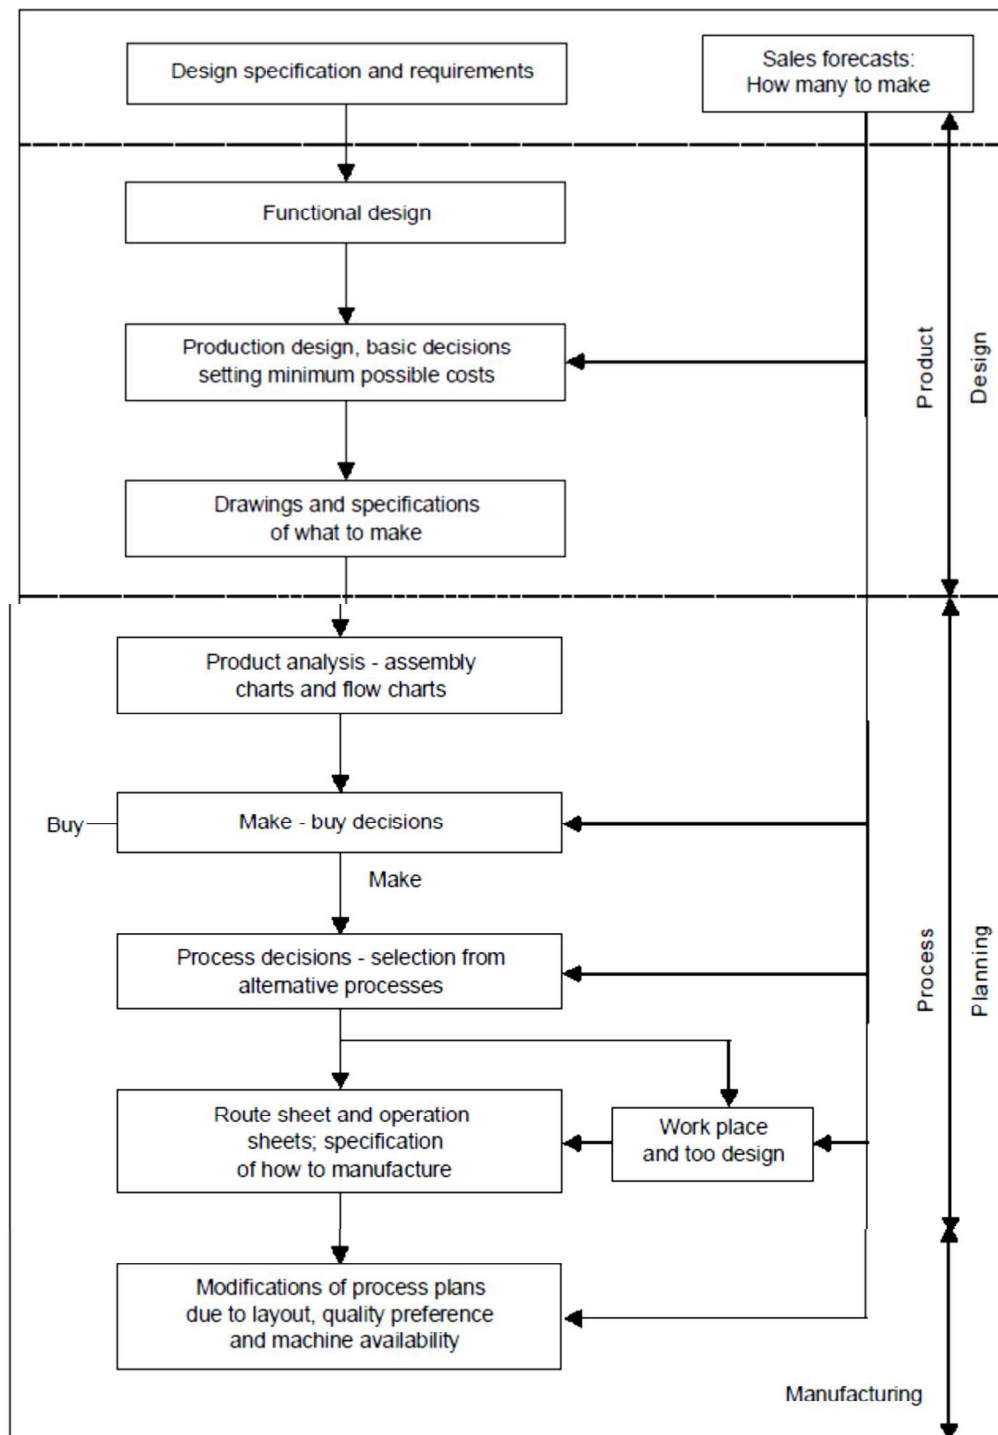 Design specification and requirements
Sales forecasts:
How many to make
Functional design
Production design, basic decisions
setting minimum possible costs
Product
Design
Drawings and specifications
of what to make
Product analysis - assembly
charts and flow charts
Buy
Make - buy decisions
Make
Process decisions - selection from
alternative processes
Process
Planning
Route sheet and operation
sheets; specification
of how to manufacture
Work place
and too design
Modifications of process plans
due to layout, quality preference
and machine availability
Manufacturing